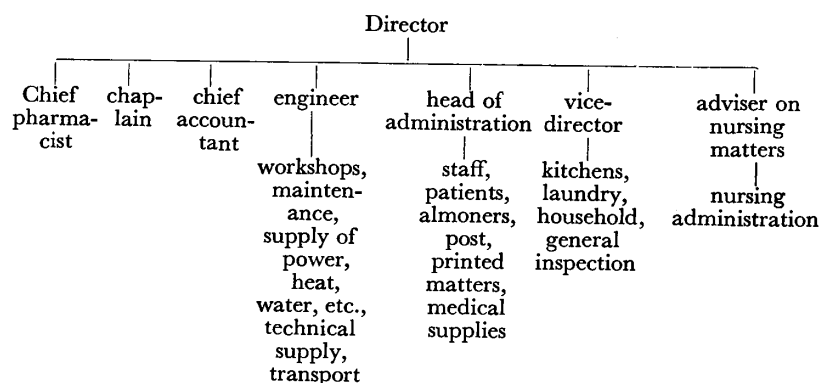 Director
Chief
pharma-
cist
chap-
lain
chief
accoun-
tant
engineer
workshops,
mainten-
ance,
supply of
power,
heat,
water, etc.,
technical
supply,
transport
head of
administration
staff,
patients,
almoners,
post,
printed
matters,
medical
supplies
vice-
director
kitchens,
laundry,
household,
general
inspection
adviser on
nursing
matters
nursing
administration